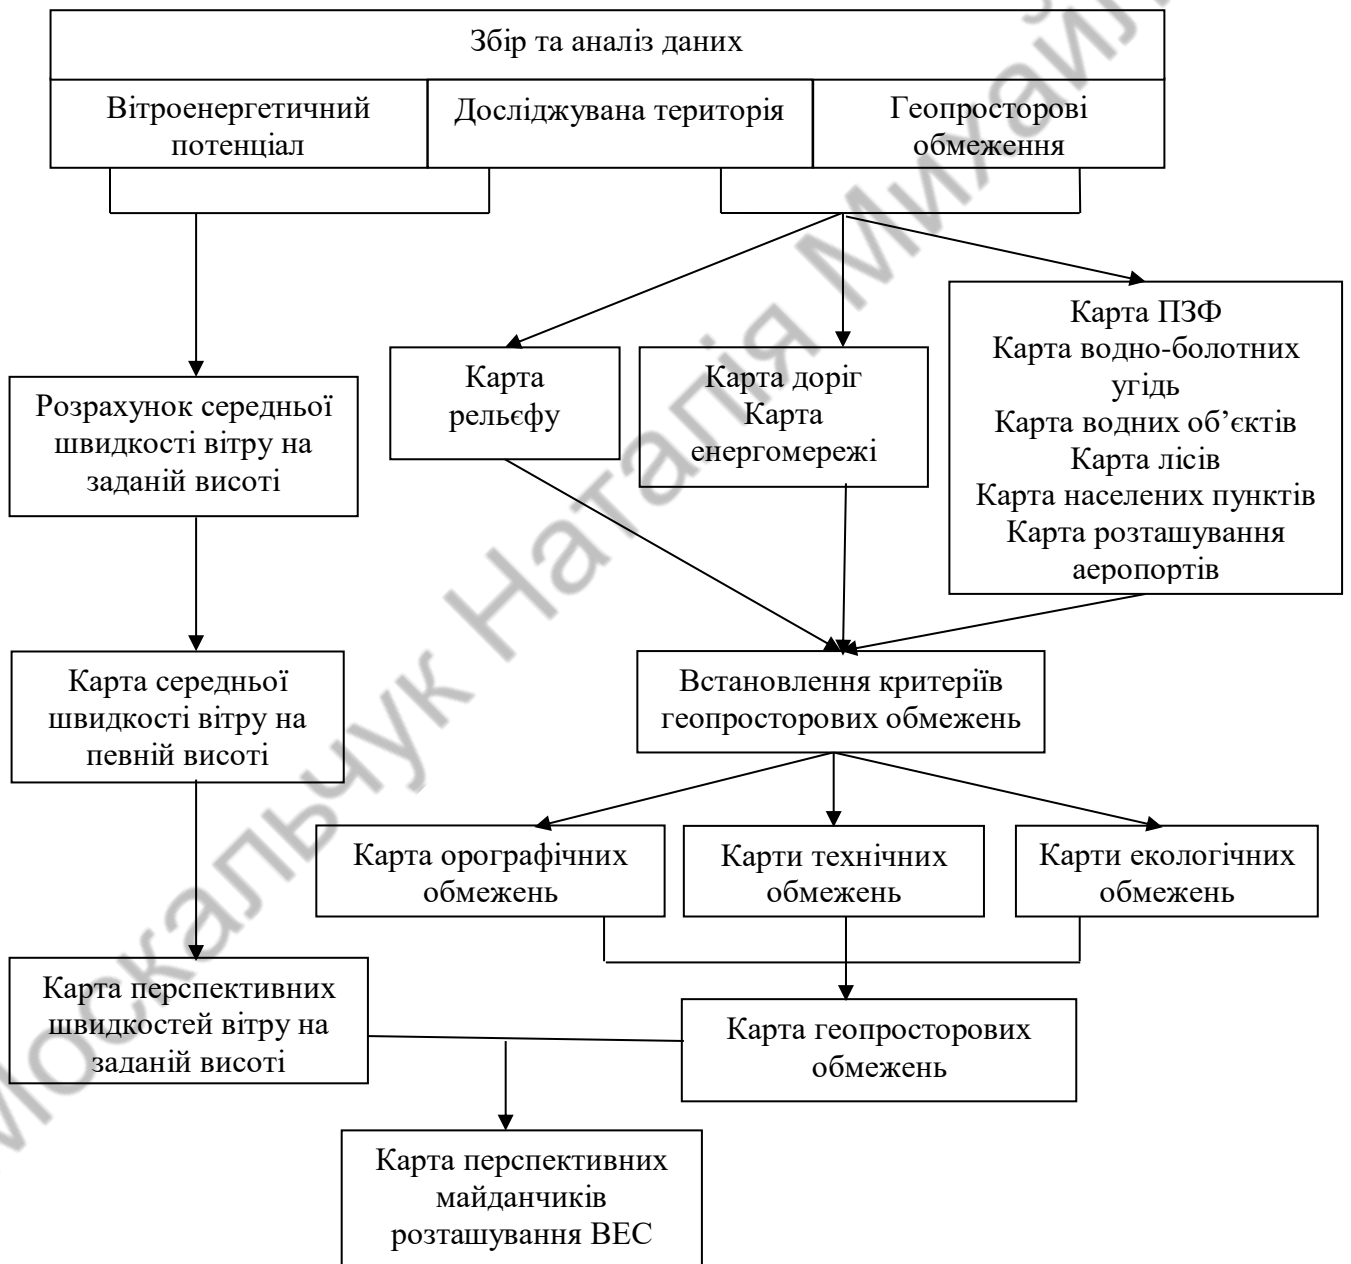 Збір та аналіз даних
Вітроенергетичний
потенціал
Досліджувана територія
Геопросторові
обмеження
Карта ПЗФ
Карта водно-болотних
угідь
Карта водних об’єктів
Карта лісів
Карта населених пунктів
Карта розташування
аеропортів
Карта
рельєфу
Карта доріг
Карта
енергомережі
Розрахунок середньої
швидкості вітру на
заданій висоті
Карта середньої
швидкості вітру на
певній висоті
Встановлення критеріїв
геопросторових обмежень
Карта орографічних
обмежень
Карти технічних
обмежень
Карти екологічних
обмежень
Карта перспективних
швидкостей вітру на
заданій висоті
Карта геопросторових
обмежень
Карта перспективних
майданчиків
розташування ВЕС
Москальчук Наталія